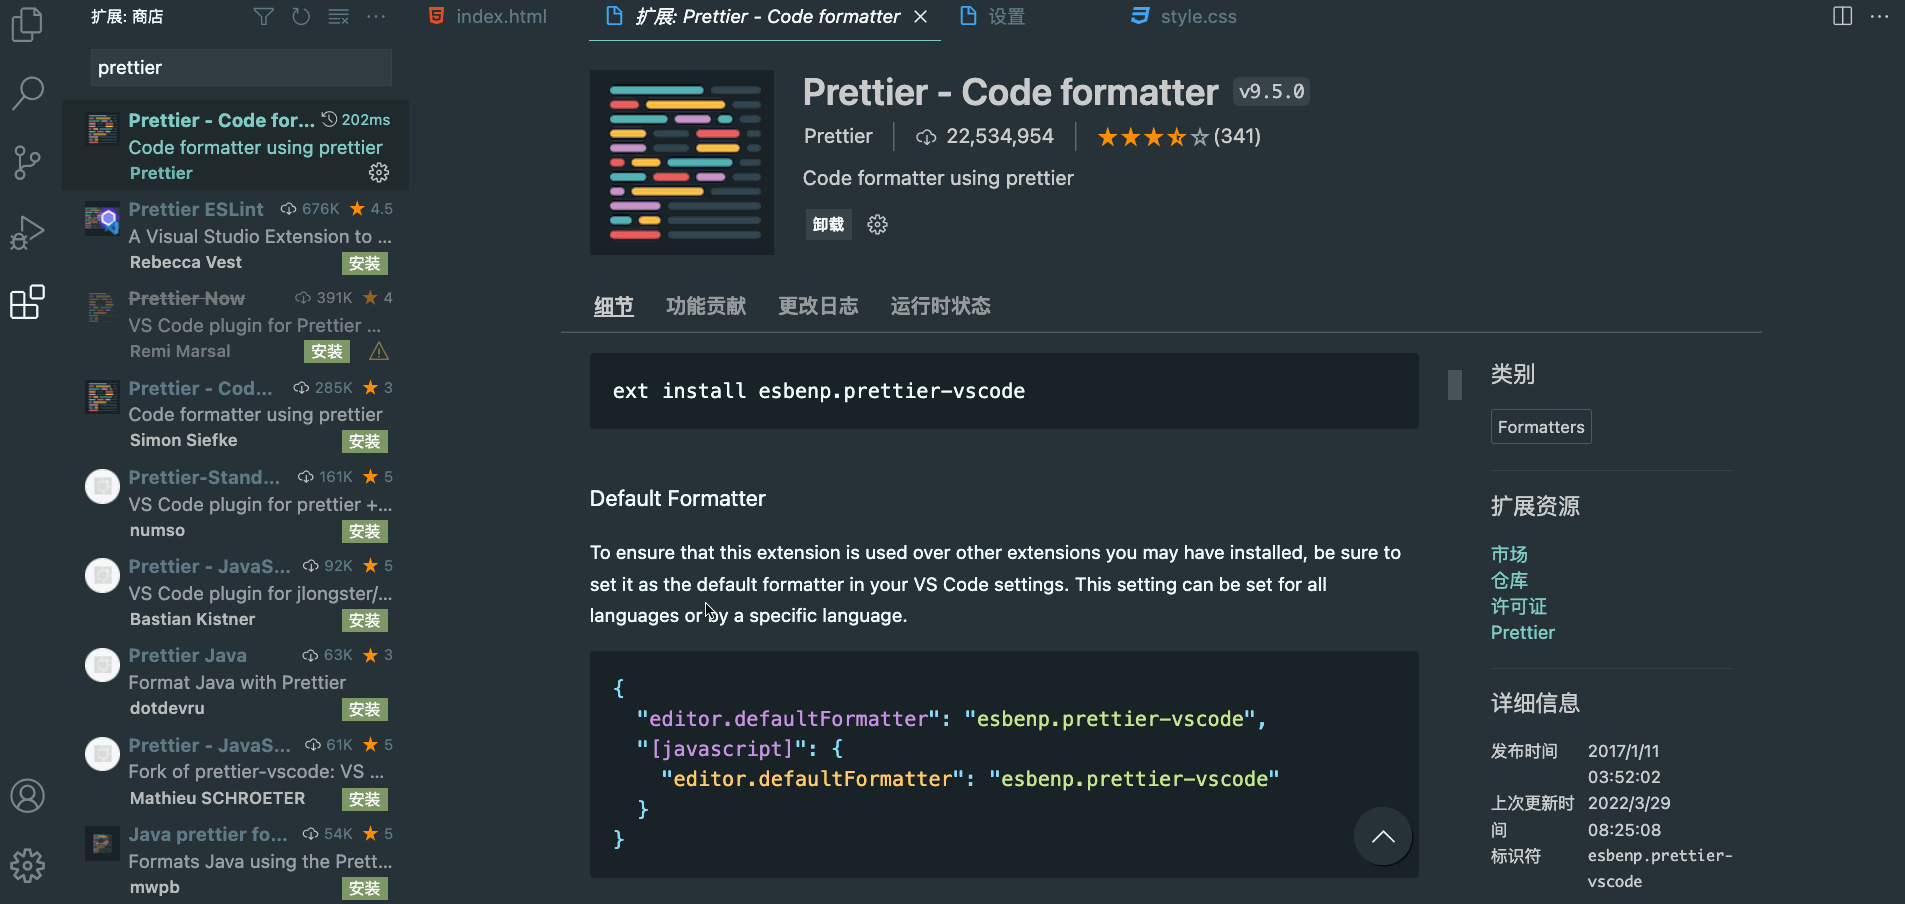 扩展: 商店
prettier
Prettier - Code for... 202ms
Code formatter using prettier
Prettier
Prettier ESLint 676K 4.5
A Visual Studio Extension to ...
Rebecca Vest 安装
Prettier Now 391K 4
VS Code plugin for Prettier ...
Remi Marsal 安装
Prettier - Cod... 285K 3
Code formatter using prettier
Simon Siefke 安装
Prettier-Stand... 161K 5
VS Code plugin for prettier +...
numso 安装
Prettier - JavaS... 92K 5
VS Code plugin for jlongster/...
Bastian Kistner 安装
Prettier Java 63K 3
Format Java with Prettier
dotdevru 安装
Prettier - JavaS... 61K 5
Fork of prettier-vscode: VS ...
Mathieu SCHROETER 安装
Java prettier fo... 54K 5
Formats Java using the Prett...
mwpb 安装
index.html 扩展: Prettier - Code formatter 设置 style.css
Prettier - Code formatter v9.5.0
Prettier 22,534,954 (341)
Code formatter using prettier
卸载
细节 功能贡献 更改日志 运行时状态
ext install esbenp.prettier-vscode
Default Formatter
To ensure that this extension is used over other extensions you may have installed, be sure to
set it as the default formatter in your VS Code settings. This setting can be set for all
languages or by a specific language.
{
"editor.defaultFormatter": "esbenp.prettier-vscode",
"[javascript]": {
"editor.defaultFormatter": "esbenp.prettier-vscode"
}
}
类别
Formatters
扩展资源
市场
仓库
许可证
Prettier
详细信息
发布时间 2017/1/11
03:52:02
上次更新时 2022/3/29
间 08:25:08
标识符 esbenp.prettier-
vscode